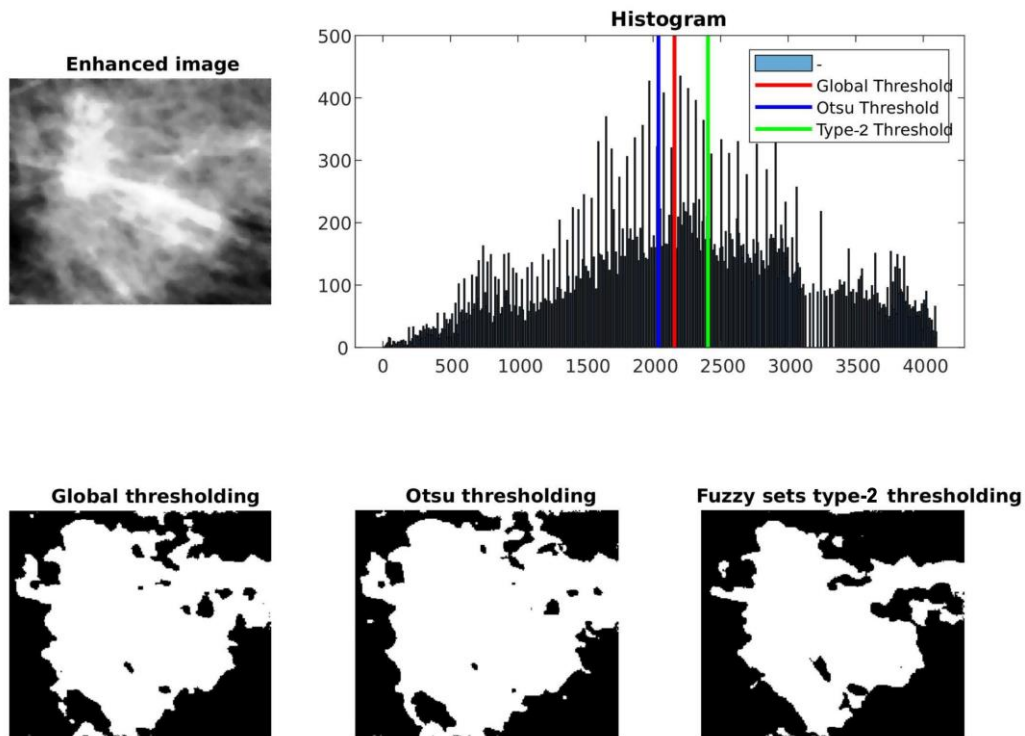 Histogram
Enhanced image
500
400
300
200
100
0
0 500 1000 1500 2000 2500 3000 3500 4000
-
Global Threshold
Otsu Threshold
Type-2 Threshold
Global thresholding
Otsu thresholding
Fuzzy sets type-2 thresholding